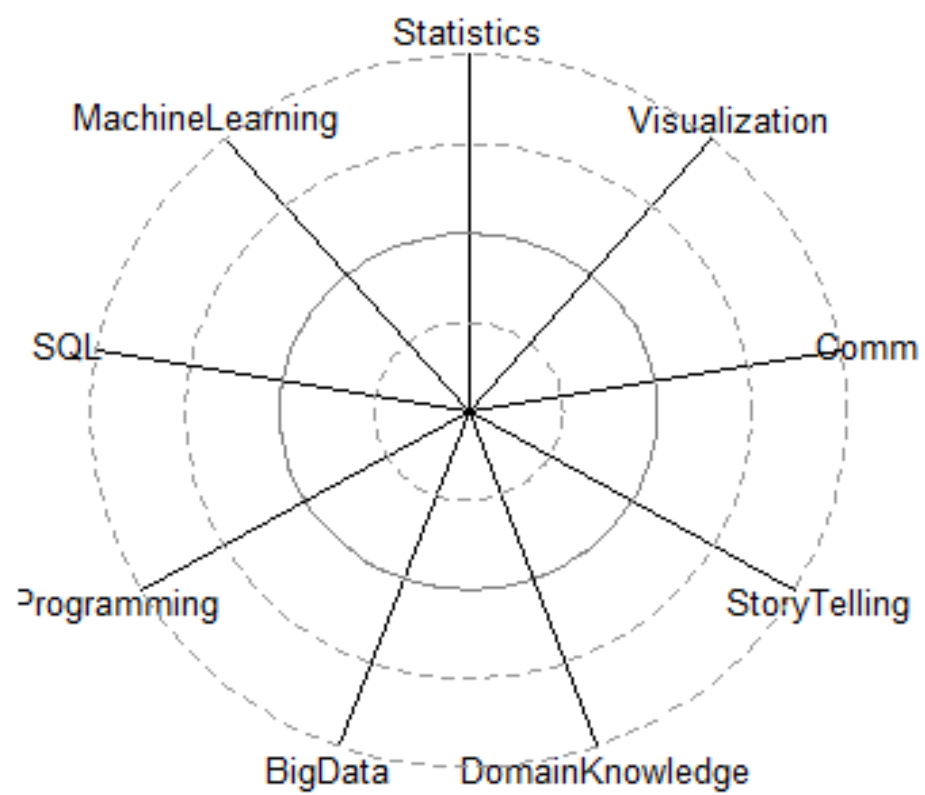 Statistics
MachineLearning
Visualization
SQL
Comm
Programming
StoryTelling
BigData
DomainKnowledge